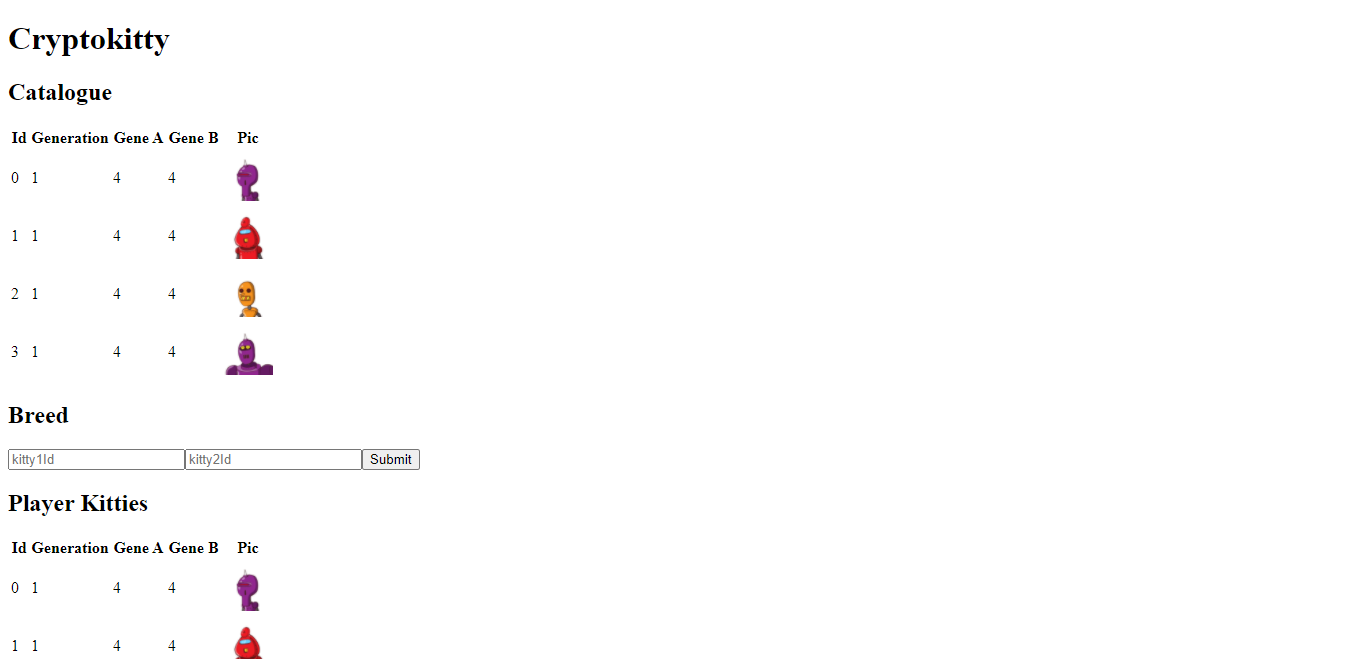 Cryptokitty
Catalogue
Id Generation Gene A Gene B Pic
0 1 4 4
1 1 4 4
2 1 4 4
3 1 4 4
Breed
kitty1Id kitty2Id Submit
Player Kitties
Id Generation Gene A Gene B Pic
0 1 4 4
1 1 4 4